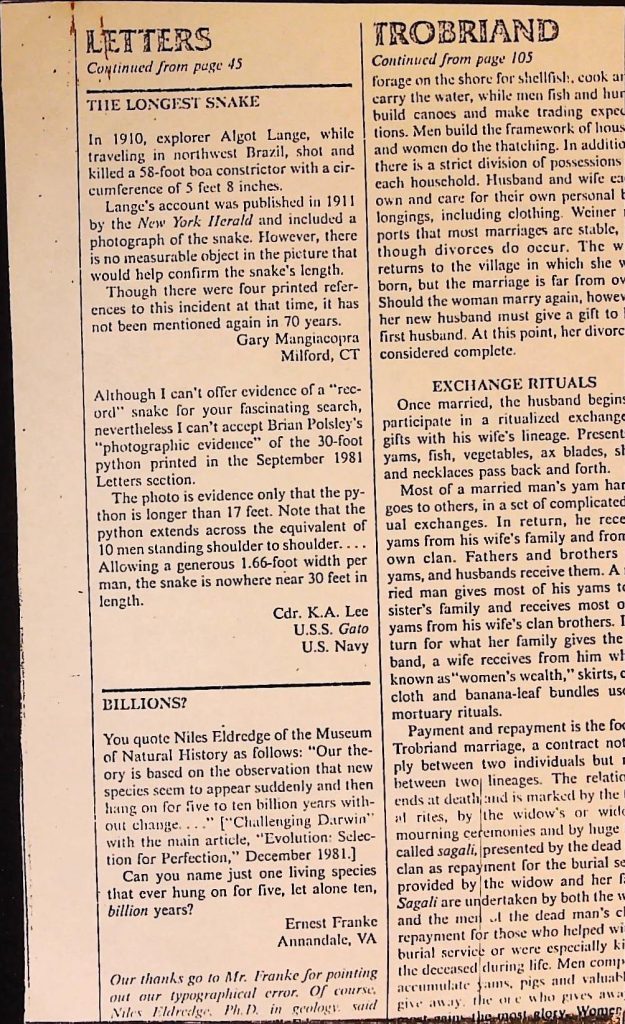 LETTERS
Continued from page 45
THE LONGEST SNAKE
In 1910, explorer Algot Lange, while
traveling in northwest Brazil, shot and
killed a 58-foot boa constrictor with a cir-
cumference of 5 feet 8 inches.
Lange's account was published in 1911
by the New York Herald and included a
photograph of the snake. However, there
is no measurable object in the picture that
would help confirm the snake's length.
Though there were four printed refer-
ences to this incident at that time, it has
not been mentioned again in 70 years.
Gary Mangiacopra
Milford, CT
Although I can't offer evidence of a "rec-
ord" snake for your fascinating search,
nevertheless I can't accept Brian Polsley's
"photographic evidence" of the 30-foot
python printed in the September 1981
Letters section.
The photo is evidence only that the py-
thon is longer than 17 feet. Note that the
python extends across the equivalent of
10 men standing shoulder to shoulder. . . .
Allowing a generous 1.66-foot width per
man, the snake is nowhere near 30 feet in
length.
Cdr. K.A. Lee
U.S.S. Gato
U.S. Navy
BILLIONS?
You quote Niles Eldredge of the Museum
of Natural History as follows: "Our the-
ory is based on the observation that new
species seem to appear suddenly and then
hang on for five to ten billion years with-
out change. . . ." ["Challenging Darwin"
with the main article, "Evolution: Selec-
tion for Perfection," December 1981.]
Can you name just one living species
that ever hung on for five, let alone ten,
billion years?
Ernest Franke
Annandale, VA
Our thanks go to Mr. Franke for pointing
out our typographical error. Of course,
Niles Eldredge, Ph.D. in geology, said
TROBRIAND
Continued from page 105
forage on the shore for shellfish, cook
carry the water, while men fish and
build canoes and make trading
tions. Men build the framework of
and women do the thatching. In
there is a strict division of possessions
each household. Husband and wife
own and care for their own personal
longings, including clothing. Weiner
ports that most marriages are stable,
though divorces do occur. The
returns to the village in which she
born, but the marriage is far from
Should the woman marry again,
her new husband must give a gift to
first husband. At this point, her
considered complete.
EXCHANGE RITUALS
Once married, the husband begins
participate in a ritualized exchange
gifts with his wife's lineage.
yams, fish, vegetables, ax blades,
and necklaces pass back and forth.
Most of a married man's yam
goes to others, in a set of complicated
ual exchanges. In return, he
yams from his wife's family and from
own clan. Fathers and brothers
yams, and husbands receive them. A
ried man gives most of his yams
sister's family and receives most
yams from his wife's clan brothers.
turn for what her family gives the
band, a wife receives from him
known as "women's wealth," skirts,
cloth and banana-leaf bundles
mortuary rituals.
Payment and repayment is the
Trobriand marriage, a contract not
ply between two individuals but
between two lineages. The
ends at death and is marked by the
al rites, by the widow's or
mourning ceremonies and by huge
called sagali, presented by the dead
clan as repayment for the burial
provided by the widow and her
Sagali are undertaken by both the
and the men of the dead man's
repayment for those who helped
burial service or were especially
the deceased during life. Men
accumulate yams, pigs and
give away, the one who gives
most gain the most glory. Women